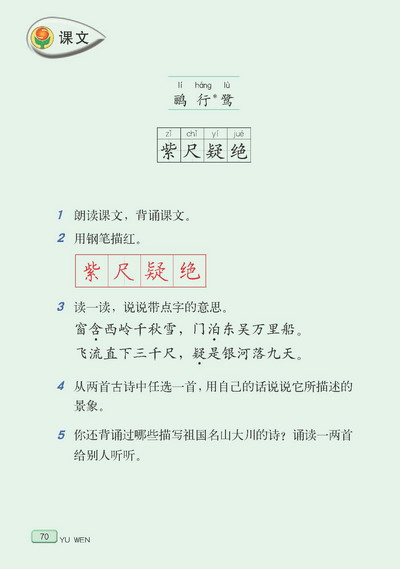 课文
lí háng lù
鹂 行 鹭
zǐ chǐ yí jué
紫 尺 疑 绝
1 朗读课文，背诵课文。
2 用钢笔描红。
紫 尺 疑 绝
3 读一读，说说带点字的意思。
窗含西岭千秋雪，门泊东吴万里船。
飞流直下三千尺，疑是银河落九天。
4 从两首古诗中任选一首，用自己的话说说它所描述的
景象。
5 你还背诵过哪些描写祖国名山大川的诗？诵读一两首
给别人听听。
70 YU WEN